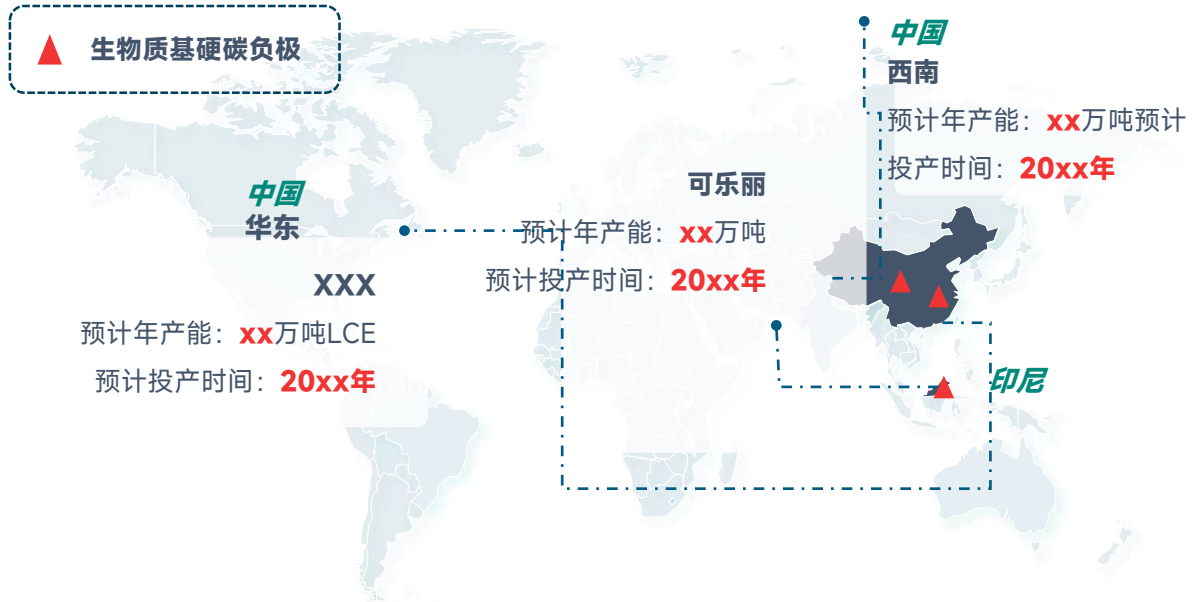 生物质基硬碳负极
中国
西南
预计年产能：xx万吨预计
投产时间：20xx年
中国
华东
XXX
预计年产能：xx万吨LCE
预计投产时间：20xx年
可乐丽
预计年产能：xx万吨
预计投产时间：20xx年
印尼